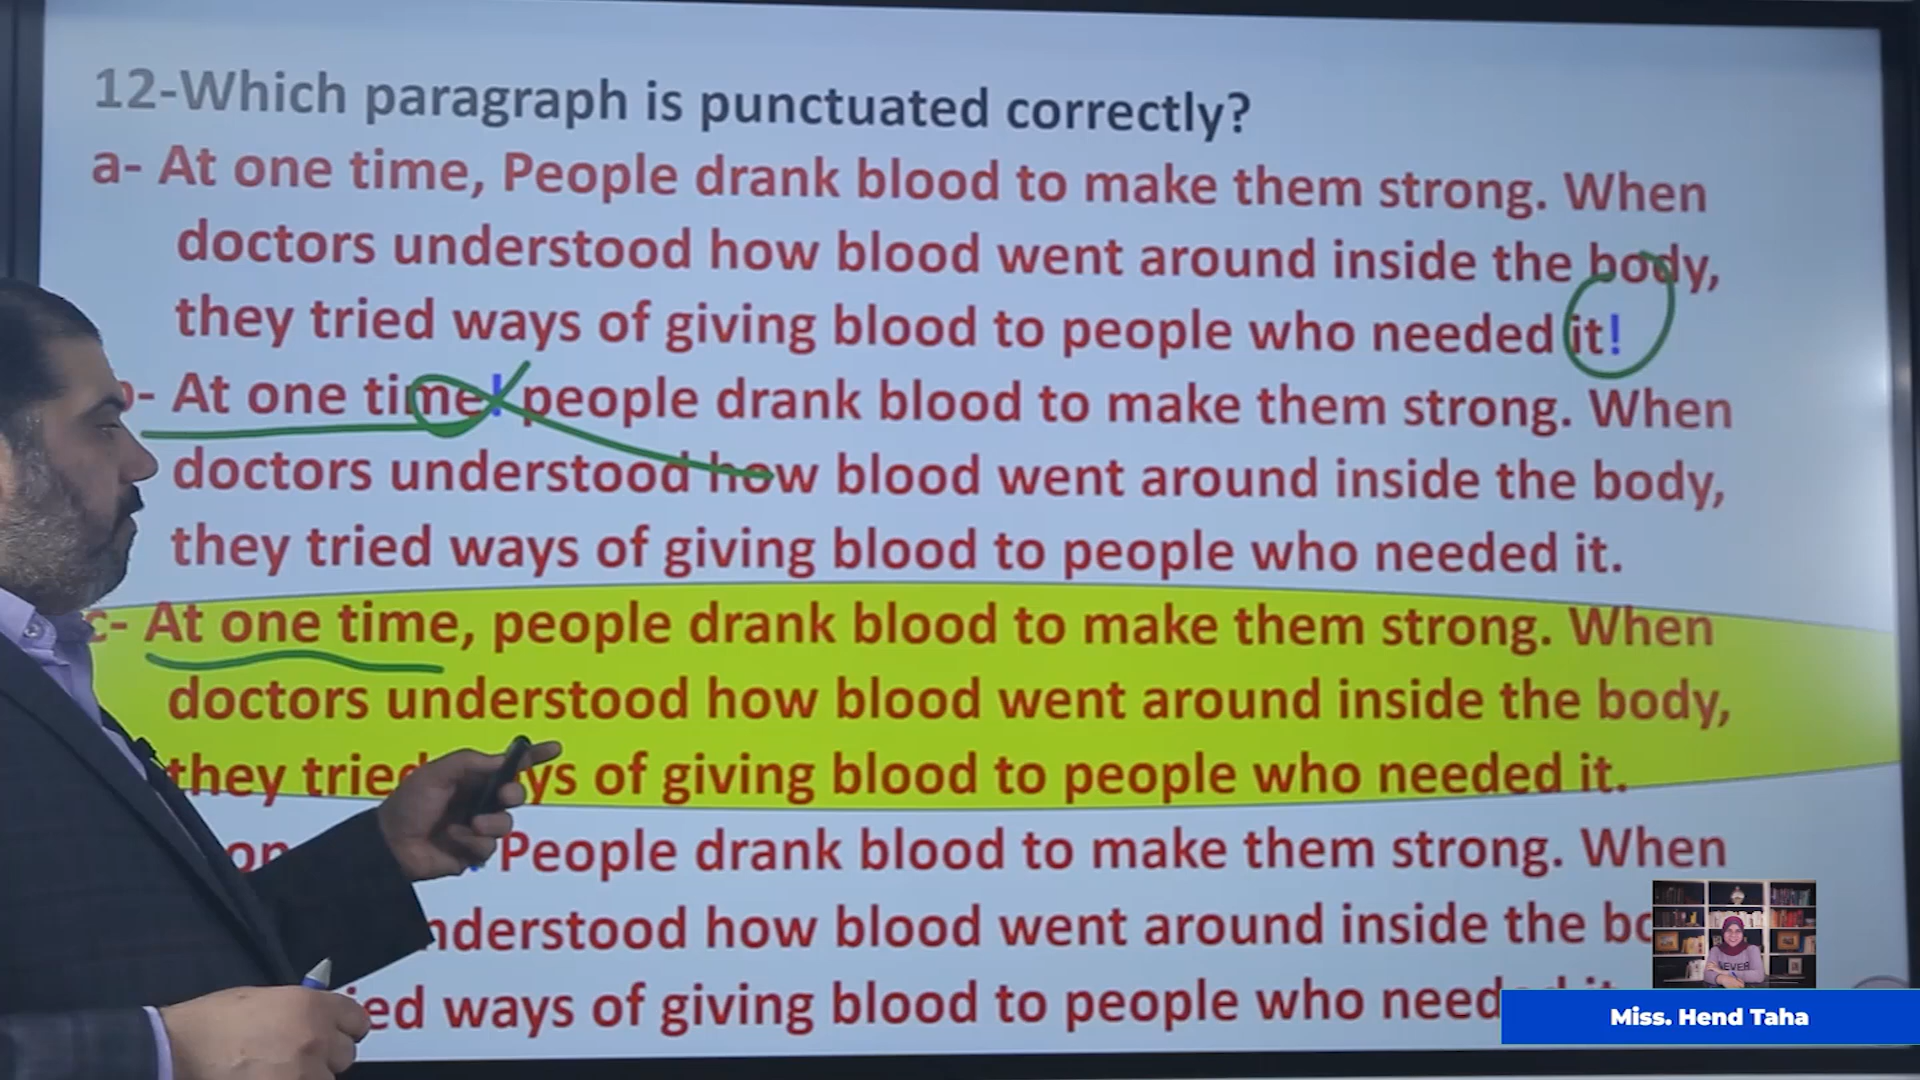 12-Which paragraph is punctuated correctly?
a- At one time, People drank blood to make them strong. When
doctors understood how blood went around inside the body,
they tried ways of giving blood to people who needed it!
- At one time! people drank blood to make them strong. When
doctors understood how blood went around inside the body,
they tried ways of giving blood to people who needed it.
c- At one time, people drank blood to make them strong. When
doctors understood how blood went around inside the body,
they of giving blood to people who needed it.
People drank blood to make them strong. When
how blood went around inside the
ways of giving blood to people who
Miss. Hend Taha